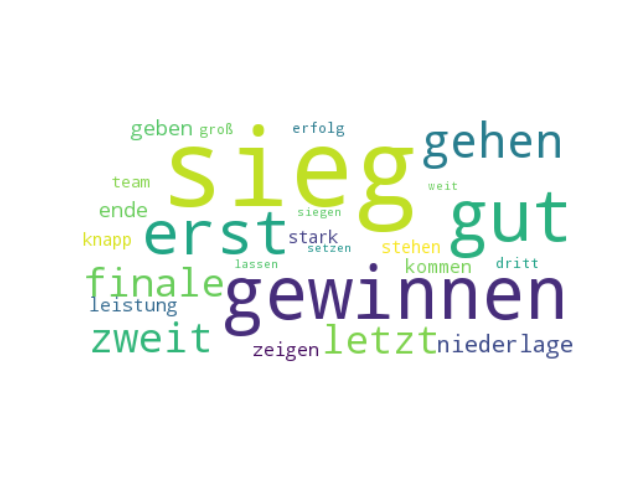 geben groß erfolg
sieg
gehen
team
weit
gut
ende
siegen
erst
knapp
stark
setzen
stehen
finale
lassen
kommen
dritt
gewinnen
leistung
zweit
zeigen
letzt
niederlage